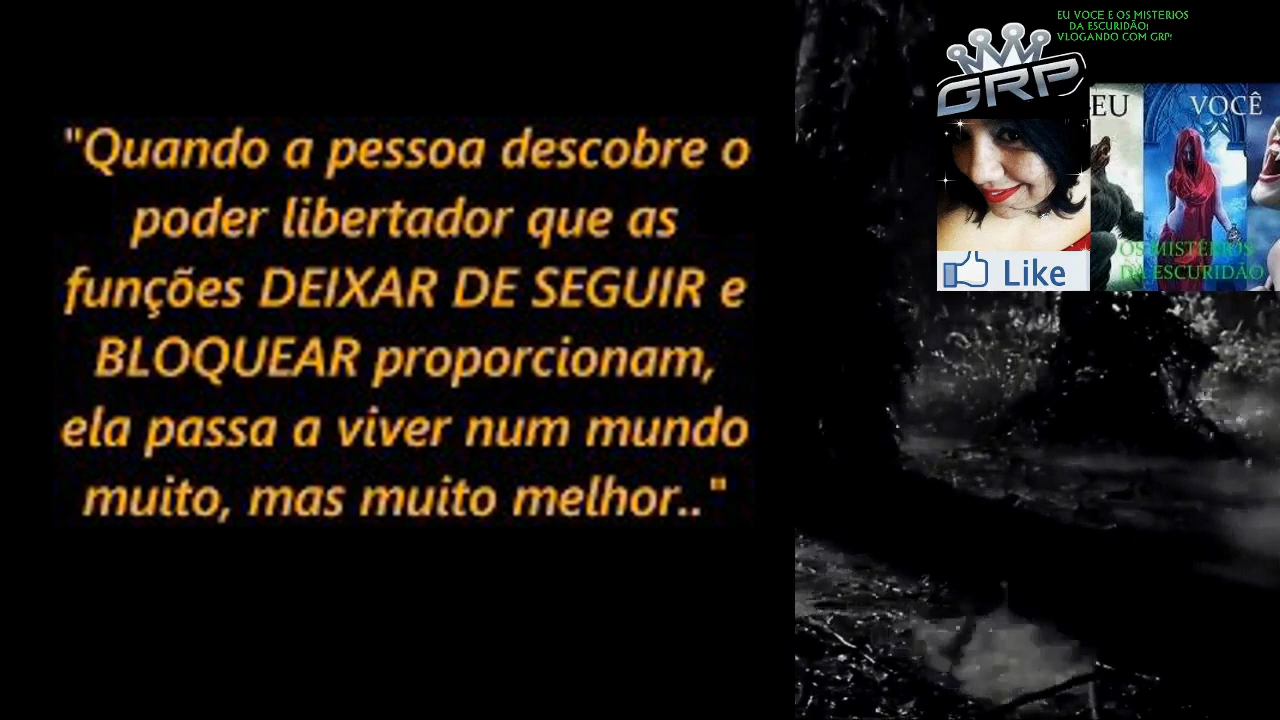 "Quando a pessoa descobre o
poder libertador que as
funções DEIXAR DE SEGUIR e
BLOQUEAR proporcionam,
ela passa a viver num mundo
muito, mas muito melhor.."
EU VOCE E OS MISTERIOS
DA ESCURIDÃO!
VLOGANDO COM GRP!
GRP
EU VOCÊ
OS MISTÉRIOS
DA ESCURIDÃO
Like